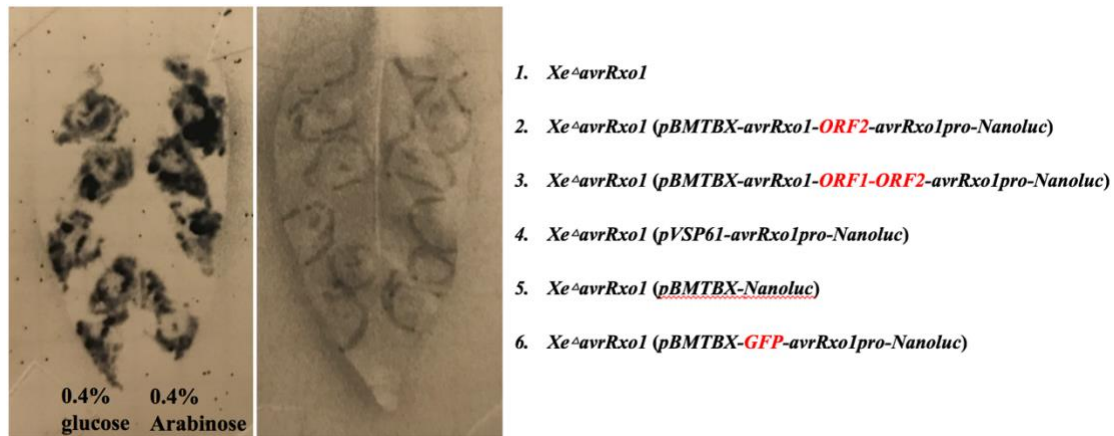 0.4% glucose
0.4% Arabinose
1. Xe△avrRxo1
2. Xe△avrRxo1 (pBMTBX-avrRxo1-ORF2-avrRxo1pro-Nanoluc)
3. Xe△avrRxo1 (pBMTBX-avrRxo1-ORF1-ORF2-avrRxo1pro-Nanoluc)
4. Xe△avrRxo1 (pVSP61-avrRxo1pro-Nanoluc)
5. Xe△avrRxo1 (pBMTBX-Nanoluc)
6. Xe△avrRxo1 (pBMTBX-GFP-avrRxo1pro-Nanoluc)